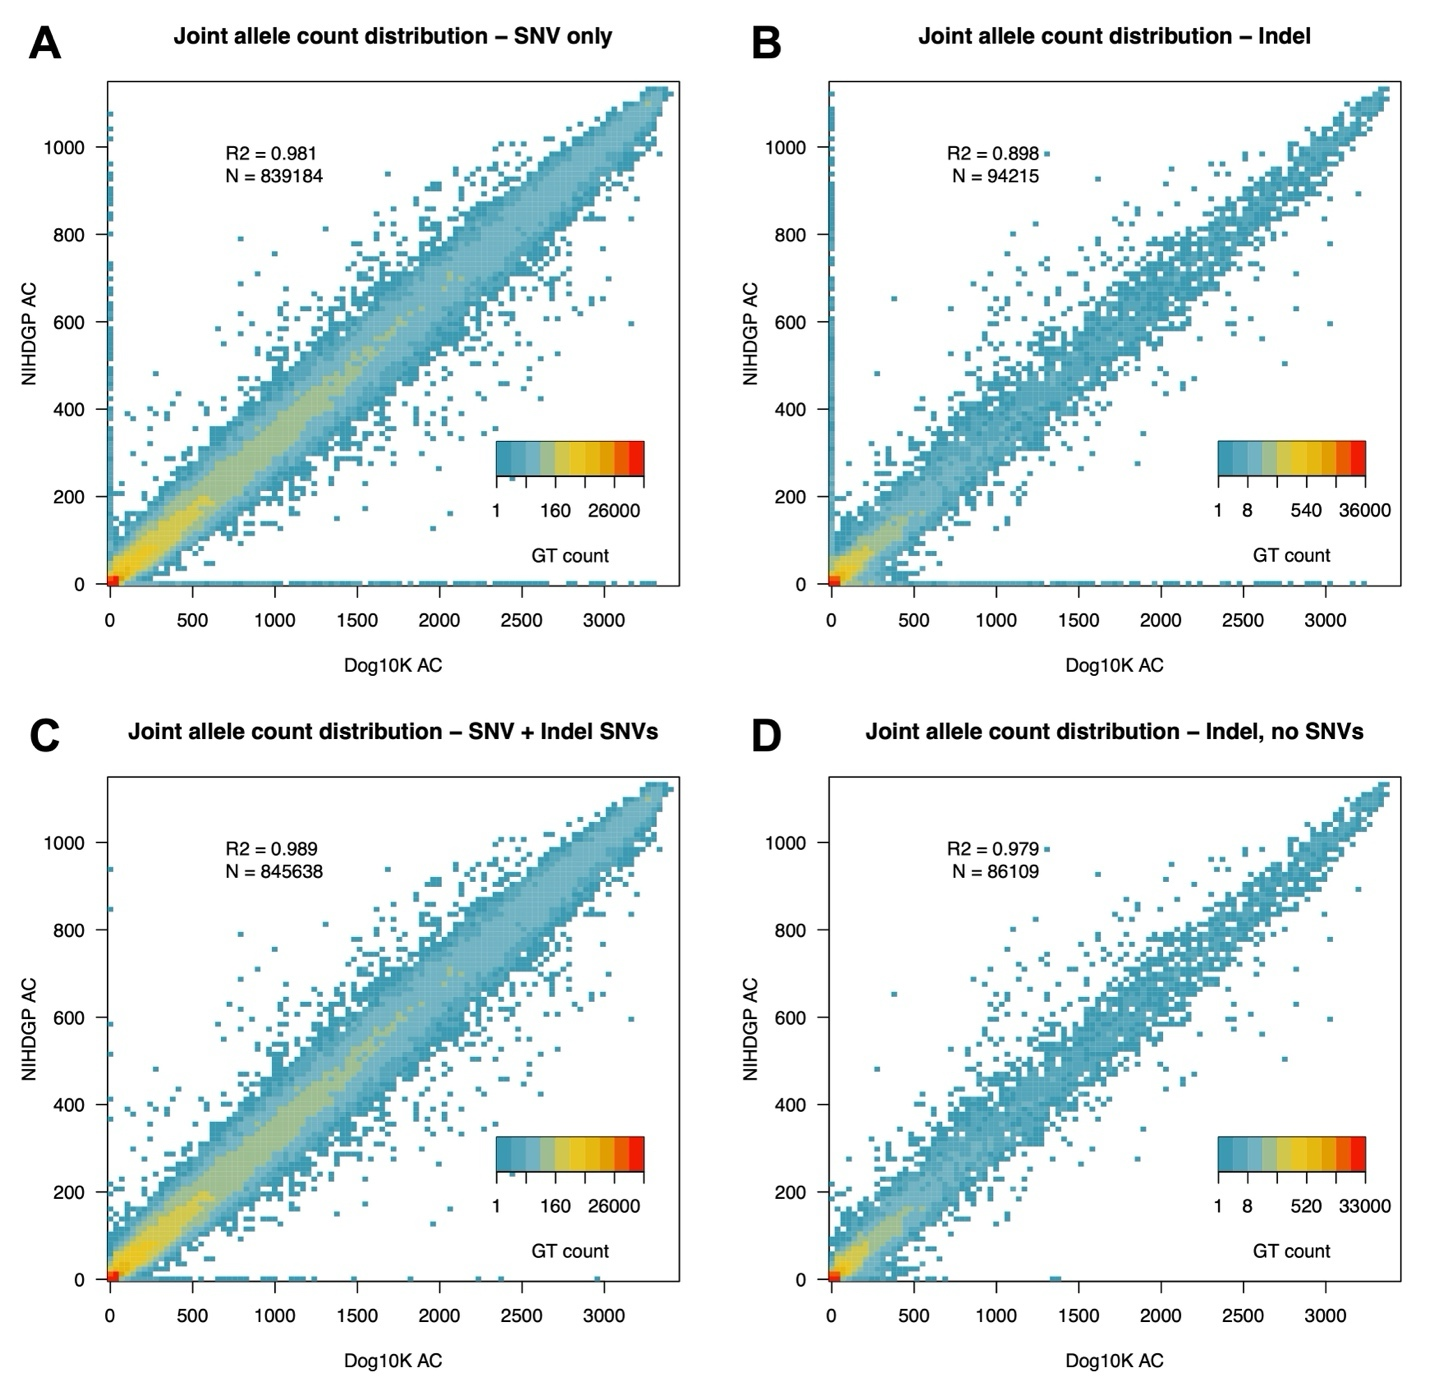 A
Joint allele count distribution – SNV only
R2 = 0.981
N = 839184
NIHDGP AC
1000
800
600
400
200
0
1 160 26000
GT count
0 500 1000 1500 2000 2500 3000
Dog10K AC
B
Joint allele count distribution – Indel
R2 = 0.898
N = 94215
NIHDGP AC
1000
800
600
400
200
0
1 8 540 36000
GT count
0 500 1000 1500 2000 2500 3000
Dog10K AC
C
Joint allele count distribution – SNV + Indel SNVs
R2 = 0.989
N = 845638
NIHDGP AC
1000
800
600
400
200
0
1 160 26000
GT count
0 500 1000 1500 2000 2500 3000
Dog10K AC
D
Joint allele count distribution – Indel, no SNVs
R2 = 0.979
N = 86109
NIHDGP AC
1000
800
600
400
200
0
1 8 520 33000
GT count
0 500 1000 1500 2000 2500 3000
Dog10K AC